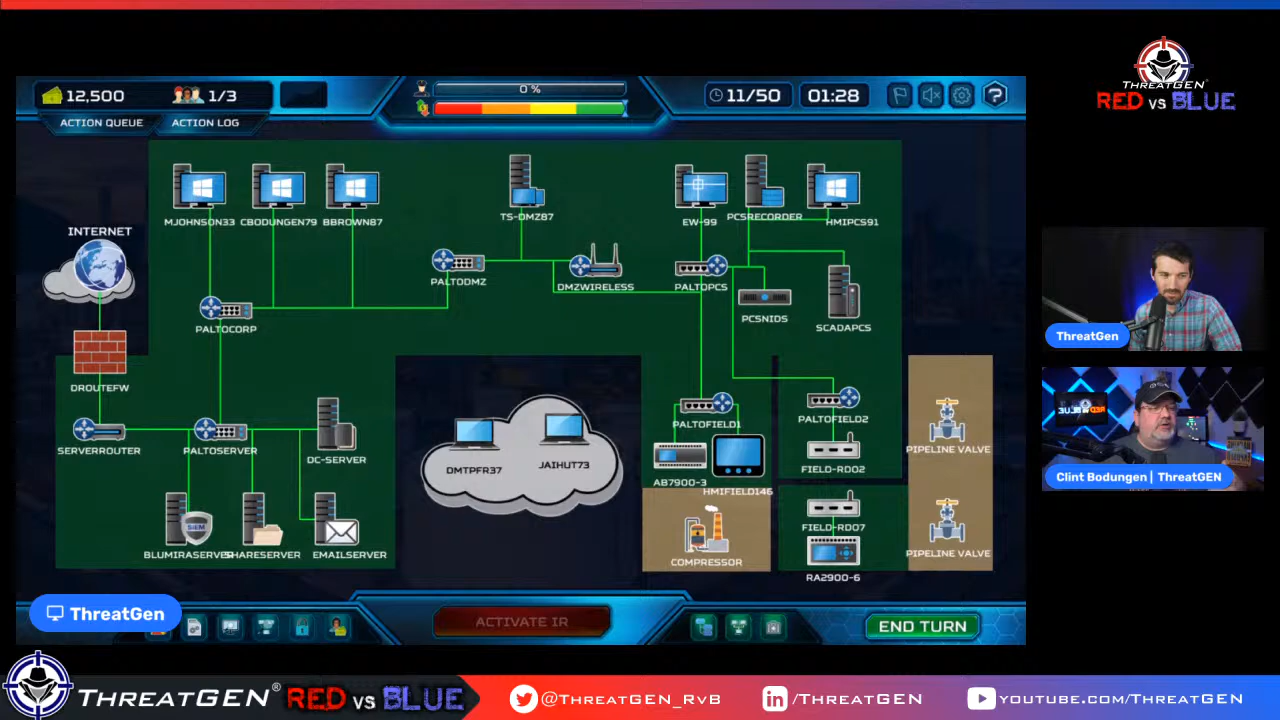 12,500
1/3
0 %
11/50
01:28
?
ACTION QUEUE
ACTION LOG
THREATGEN®
RED vs BLUE
MJOHNSON33
CBODUNGEN79
BBROWN87
TS-DMZ87
EW-99
PCSRECORDER
HMIPCS91
INTERNET
PALTODMZ
DMZWIRELESS
PALTOPCS
PALTOCORP
PCSNIDS
SCADAPCS
DROUTEFW
ThreatGen
SERVERROUTER
PALTOSERVER
DC-SERVER
PALTOFIELD1
PALTOFIELD2
DMTPFR37
JAIHUT73
AB7900-3
HMIFIELD146
FIELD-RD02
PIPELINE VALVE
Clint Bodungen | ThreatGEN
BLUMIRASERVER
SHARESERVER
EMAILSERVER
SIEM
COMPRESSOR
FIELD-RD07
RA2900-6
PIPELINE VALVE
ThreatGen
ACTIVATE IR
END TURN
THREATGEN® RED vs BLUE
@THREATGEN_RVB
/THREATGEN
YOUTUBE.COM/THREATGEN